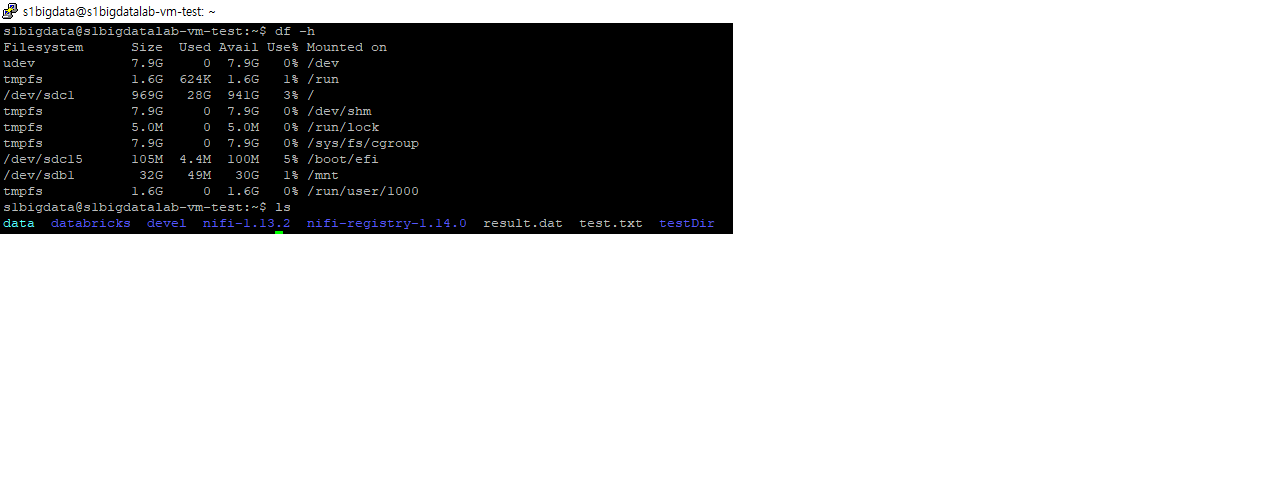 s1bigdata@s1bigdatalab-vm-test: ~
s1bigdata@s1bigdatalab-vm-test:~$ df -h
Filesystem      Size  Used Avail Use% Mounted on
udev            7.9G     0  7.9G   0% /dev
tmpfs           1.6G  624K  1.6G   1% /run
/dev/sdc1       969G   28G  941G   3% /
tmpfs           7.9G     0  7.9G   0% /dev/shm
tmpfs           5.0M     0  5.0M   0% /run/lock
tmpfs           7.9G     0  7.9G   0% /sys/fs/cgroup
/dev/sdc15      105M  4.4M  100M   5% /boot/efi
/dev/sdb1        32G   49M   30G   1% /mnt
tmpfs           1.6G     0  1.6G   0% /run/user/1000
s1bigdata@s1bigdatalab-vm-test:~$ ls
data  databricks  devel  nifi-1.13.2  nifi-registry-1.14.0  result.dat  test.txt  testDir